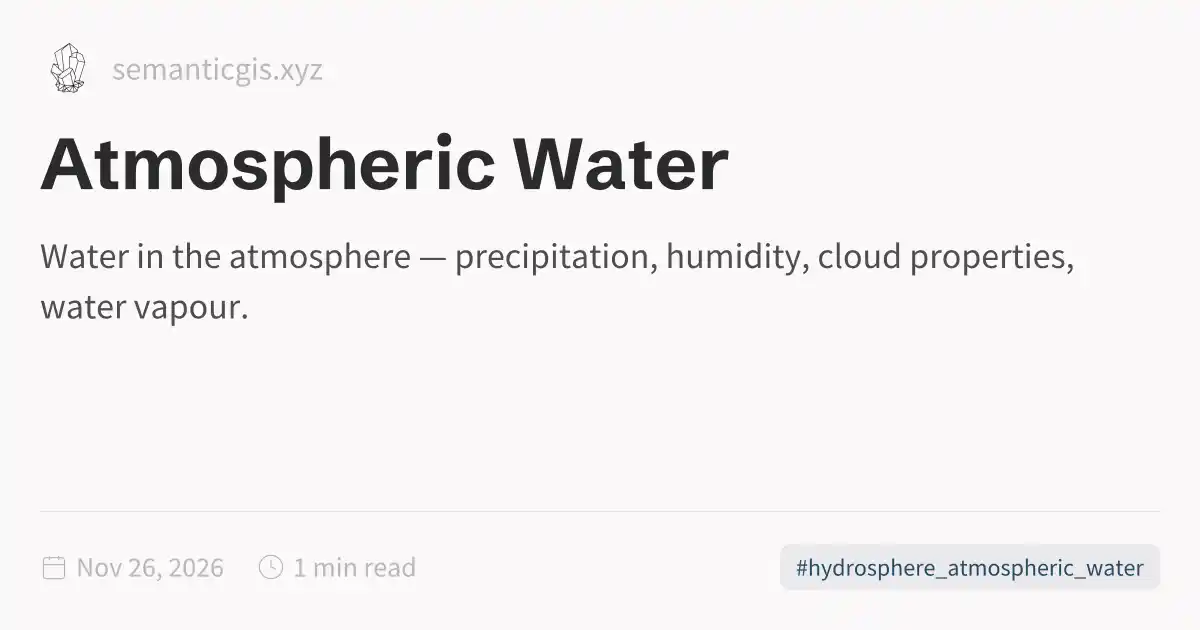 semanticgis.xyz
Atmospheric Water
Water in the atmosphere — precipitation, humidity, cloud properties,
water vapour.
Nov 26, 2026 1 min read #hydrosphere_atmospheric_water